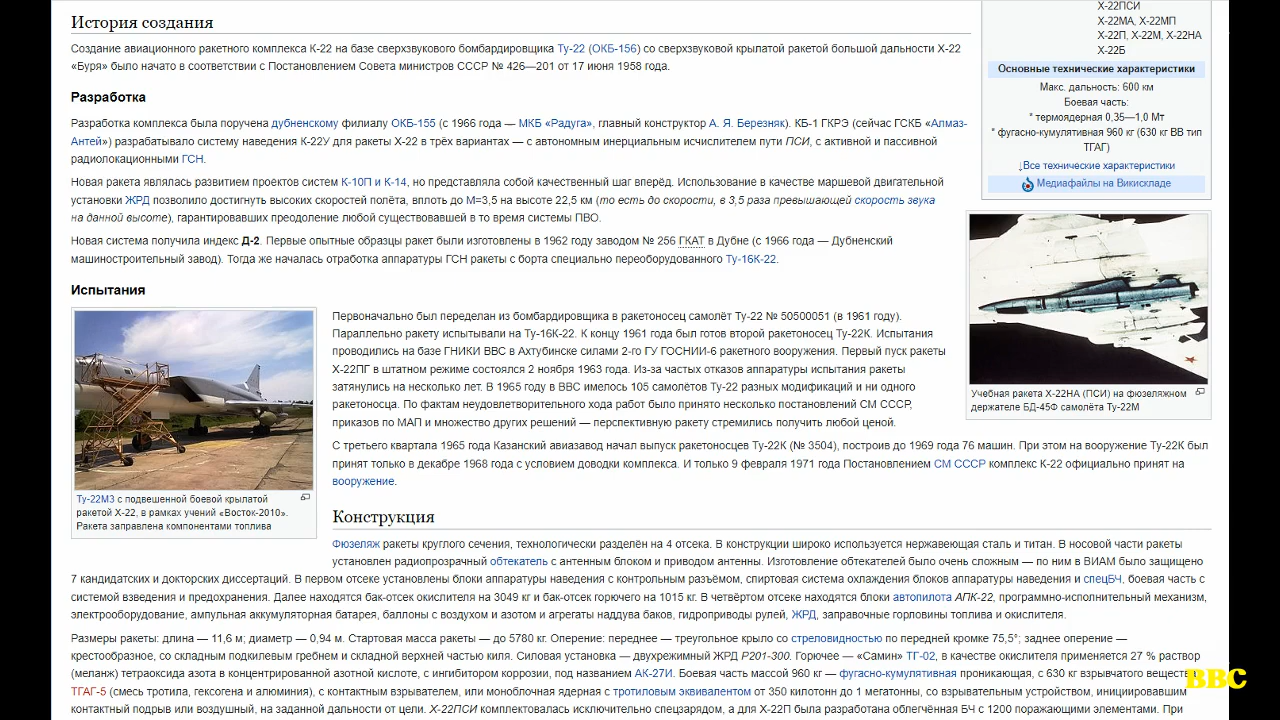 История создания
Создание авиационного ракетного комплекса К-22 на базе сверхзвукового бомбардировщика Ту-22 (ОКБ-156) со сверхзвуковой крылатой ракетой большой дальности Х-22
«Буря» было начато в соответствии с Постановлением Совета министров СССР № 426—201 от 17 июня 1958 года.
Разработка
Разработка комплекса была поручена дубненскому филиалу ОКБ-155 (с 1966 года — МКБ «Радуга», главный конструктор А. Я. Березняк). КБ-1 ГКРЭ (сейчас ГСКБ «Алмаз-
Антей») разрабатывало систему наведения К-22У для ракеты Х-22 в трёх вариантах — с автономным инерциальным исчислителем пути ПСИ, с активной и пассивной
радиолокационными ГСН.
Новая ракета являлась развитием проектов систем К-10П и К-14, но представляла собой качественный шаг вперёд. Использование в качестве маршевой двигательной
установки ЖРД позволило достигнуть высоких скоростей полёта, вплоть до М=3,5 на высоте 22,5 км (то есть до скорости, в 3,5 раза превышающей скорость звука
на данной высоте), гарантировавших преодоление любой существовавшей в то время системы ПВО.
Новая система получила индекс Д-2. Первые опытные образцы ракет были изготовлены в 1962 году заводом № 256 ГКАТ в Дубне (с 1966 года — Дубненский
машиностроительный завод). Тогда же началась отработка аппаратуры ГСН ракеты с борта специально переоборудованного Ту-16К-22.
Испытания
Первоначально был переделан из бомбардировщика в ракетоносец самолёт Ту-22 № 50500051 (в 1961 году).
Параллельно ракету испытывали на Ту-16К-22. К концу 1961 года был готов второй ракетоносец Ту-22К. Испытания
проводились на базе ГНИКИ ВВС в Ахтубинске силами 2-го ГУ ГОСНИИ-6 ракетного вооружения. Первый пуск ракеты
Х-22ПГ в штатном режиме состоялся 2 ноября 1963 года. Из-за частых отказов аппаратуры испытания ракеты
затянулись на несколько лет. В 1965 году в ВВС имелось 105 самолётов Ту-22 разных модификаций и ни одного
ракетоносца. По фактам неудовлетворительного хода работ было принято несколько постановлений СМ СССР,
приказов по МАП и множество других решений — перспективную ракету стремились получить любой ценой.
С третьего квартала 1965 года Казанский авиазавод начал выпуск ракетоносцев Ту-22К (№ 3504), построив до 1969 года 76 машин. При этом на вооружение Ту-22К был
принят только в декабре 1968 года с условием доводки комплекса. И только 9 февраля 1971 года Постановлением СМ СССР комплекс К-22 официально принят на
вооружение.
Ту-22М3 с подвешенной боевой крылатой
ракетой Х-22, в рамках учений «Восток-2010».
Ракета заправлена компонентами топлива
Конструкция
Фюзеляж ракеты круглого сечения, технологически разделён на 4 отсека. В конструкции широко используется нержавеющая сталь и титан. В носовой части ракеты
установлен радиопрозрачный обтекатель с антенным блоком и приводом антенны. Изготовление обтекателей было очень сложным — по ним в ВИАМ было защищено
7 кандидатских и докторских диссертаций. В первом отсеке установлены блоки аппаратуры наведения с контрольным разъёмом, спиртовая система охлаждения блоков аппаратуры наведения и спецБЧ, боевая часть с
системой взведения и предохранения. Далее находятся бак-отсек окислителя на 3049 кг и бак-отсек горючего на 1015 кг. В четвёртом отсеке находятся блоки автопилота АПК-22, программно-исполнительный механизм,
электрооборудование, ампульная аккумуляторная батарея, баллоны с воздухом и азотом и агрегаты наддува баков, гидроприводы рулей, ЖРД, заправочные горловины топлива и окислителя.
Размеры ракеты: длина — 11,6 м; диаметр — 0,94 м. Стартовая масса ракеты — до 5780 кг. Оперение: переднее — треугольное крыло со стреловидностью по передней кромке 75,5°; заднее оперение —
крестообразное, со складным подкилевым гребнем и складной верхней частью киля. Силовая установка — двухрежимный ЖРД Р201-300. Горючее — «Самин» ТГ-02, в качестве окислителя применяется 27 % раствор
(меланж) тетраоксида азота в концентрированной азотной кислоте, с ингибитором коррозии, под названием АК-27И. Боевая часть массой 960 кг — фугасно-кумулятивная проникающая, с 630 кг взрывчатого вещества
ТГАГ-5 (смесь тротила, гексогена и алюминия), с контактным взрывателем, или моноблочная ядерная с тротиловым эквивалентом от 350 килотонн до 1 мегатонны, со взрывательным устройством, инициировавшим
контактный подрыв или воздушный, на заданной дальности от цели. Х-22ПСИ комплектовалась исключительно спецзарядом, а для Х-22П была разработана облегчённая БЧ с 1200 поражающими элементами. При
Х-22ПСИ
Х-22МА, Х-22МП
Х-22П, Х-22М, Х-22НА
Х-22Б
Основные технические характеристики
Макс. дальность: 600 км
Боевая часть:
* термоядерная 0,35—1,0 Мт
* фугасно-кумулятивная 960 кг (630 кг ВВ тип
ТГАГ)
↓Все технические характеристики
Медиафайлы на Викискладе
Учебная ракета Х-22НА (ПСИ) на фюзеляжном
держателе БД-45Ф самолёта Ту-22М
BBC